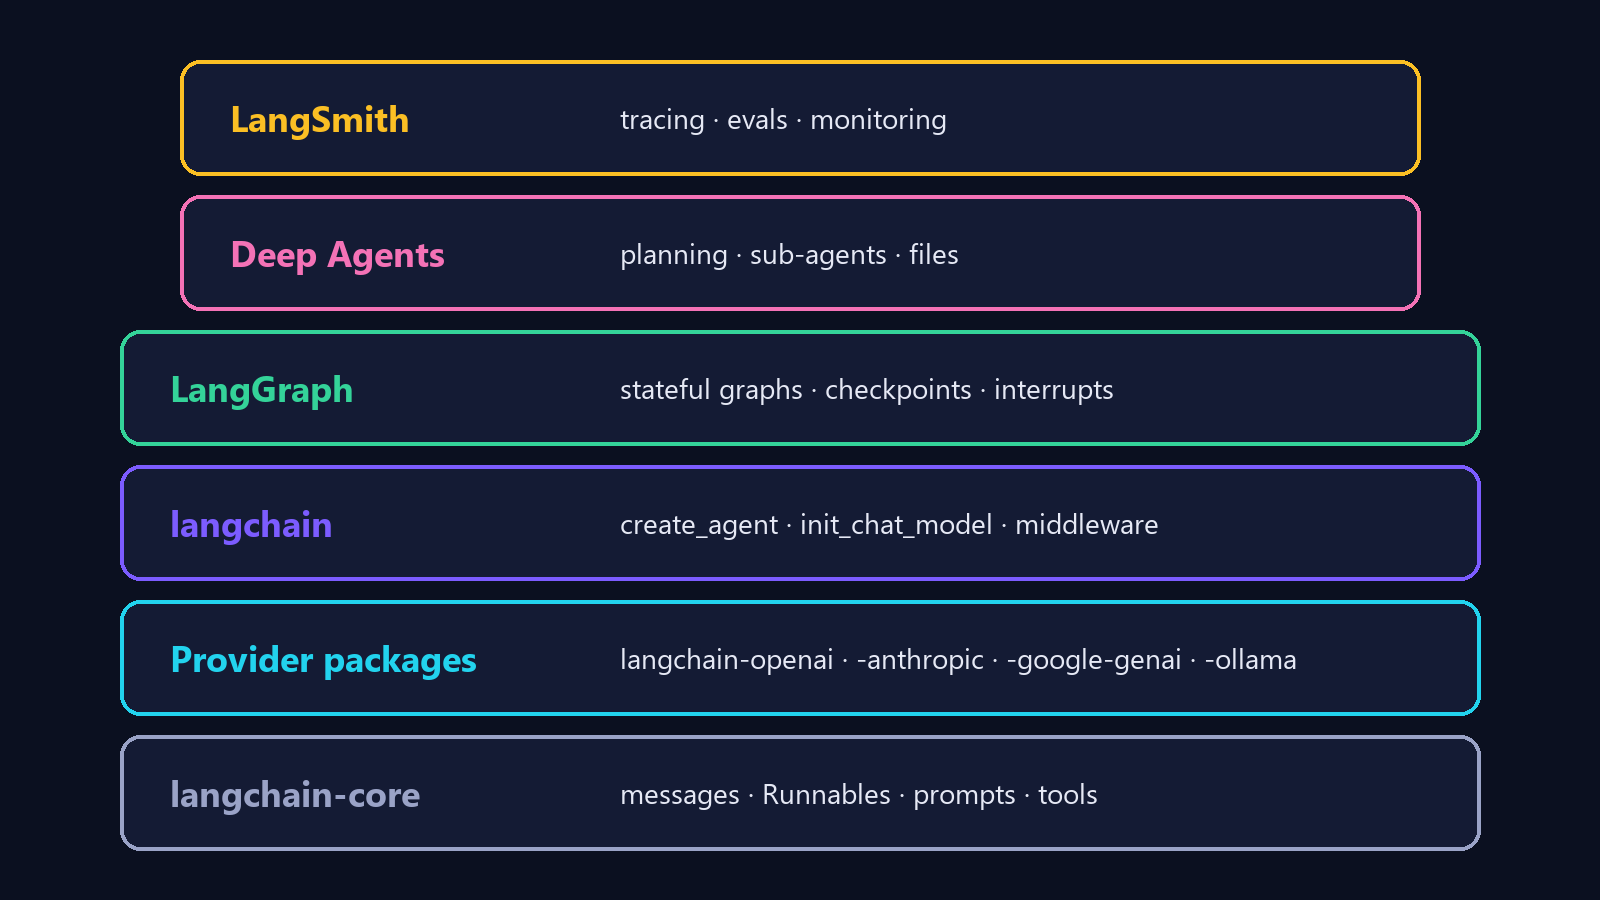 LangSmith tracing · evals · monitoring
Deep Agents planning · sub-agents · files
LangGraph stateful graphs · checkpoints · interrupts
langchain create_agent · init_chat_model · middleware
Provider packages langchain-openai · -anthropic · -google-genai · -ollama
langchain-core messages · Runnables · prompts · tools